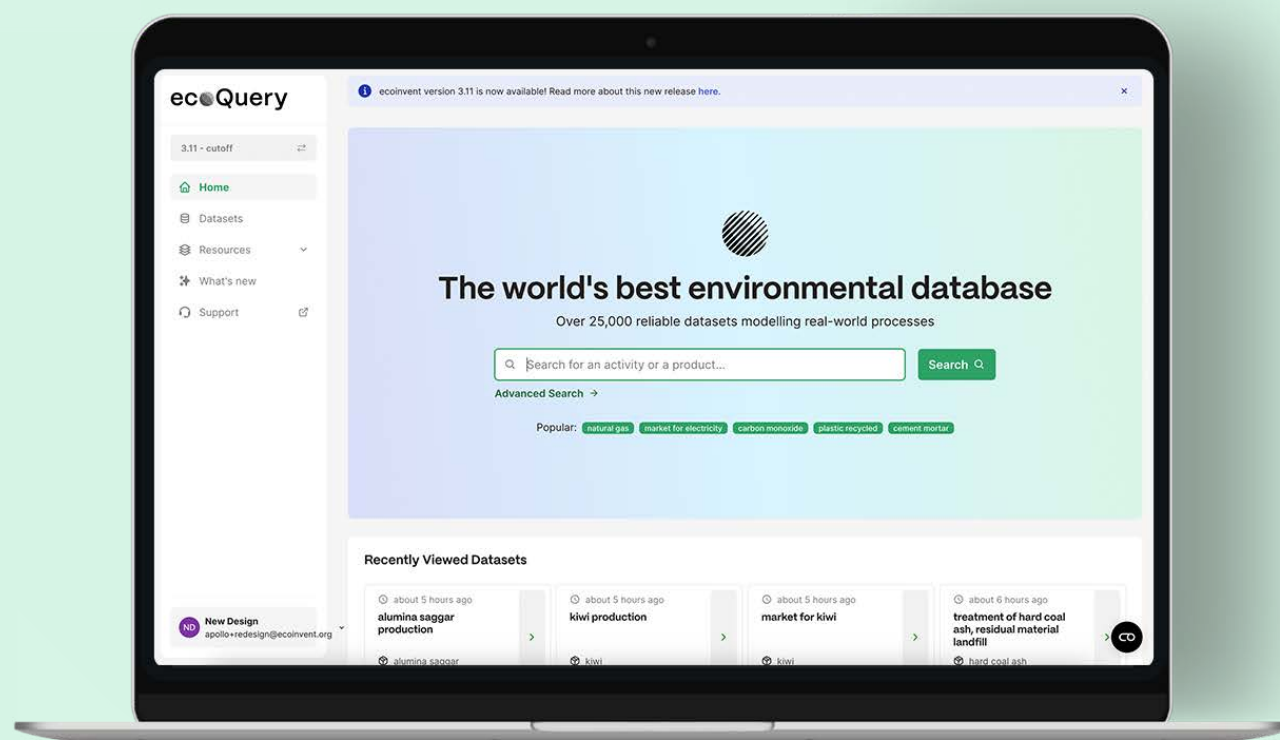 ecoQuery
3.11 - cutoff
Home
Datasets
Resources
What's new
Support
ND
New Design
apollo+redesign@ecoinvent.org
ecoinvent version 3.11 is now available! Read more about this new release here.
The world's best environmental database
Over 25,000 reliable datasets modelling real-world processes
Search for an activity or a product...
Search
Advanced Search →
Popular: natural gas market for electricity carbon monoxide plastic recycled cement mortar
Recently Viewed Datasets
about 5 hours ago
alumina saggar
production
alumina saggar
about 5 hours ago
kiwi production
kiwi
about 5 hours ago
market for kiwi
kiwi
about 6 hours ago
treatment of hard coal
ash, residual material
landfill
hard coal ash